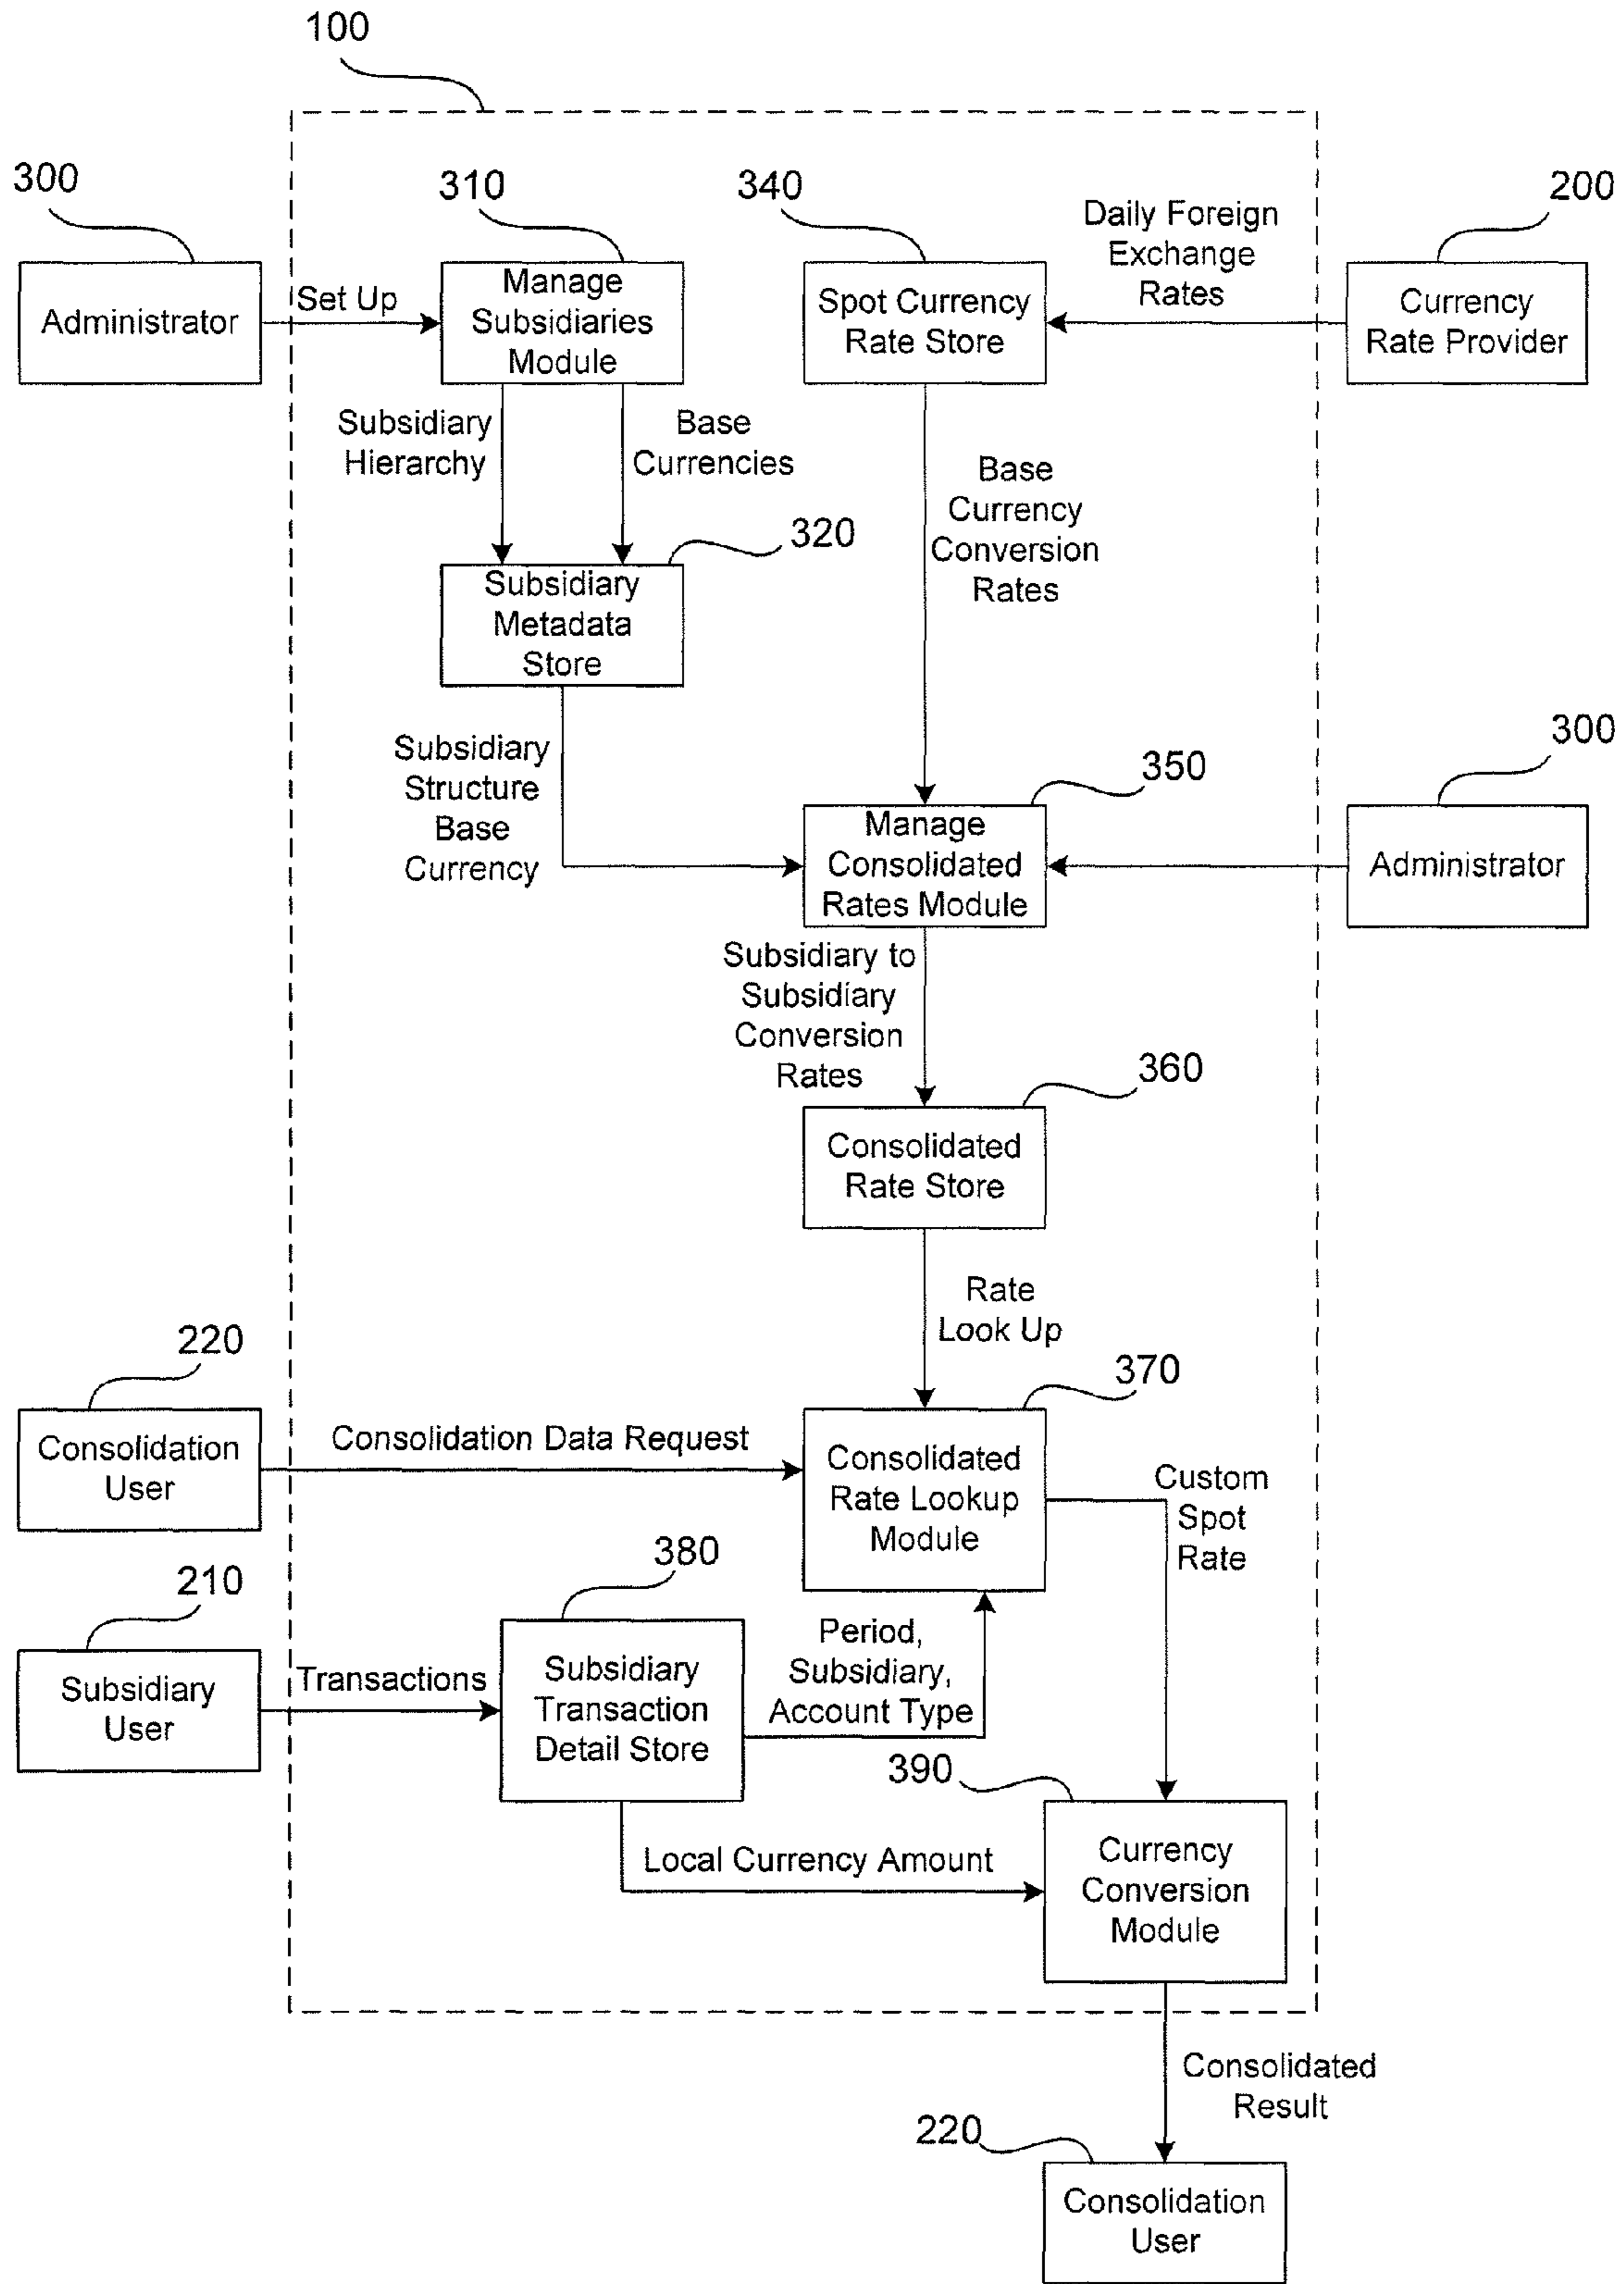 100
300
310
340
200
Daily Foreign
Exchange
Rates
Administrator
Set Up
Manage
Subsidiaries
Module
Spot Currency
Rate Store
Currency
Rate Provider
Subsidiary
Hierarchy
Base
Currencies
Base
Currency
Conversion
Rates
320
Subsidiary
Metadata
Store
Subsidiary
Structure
Base
Currency
350
300
Manage
Consolidated
Rates Module
Administrator
Subsidiary to
Subsidiary
Conversion
Rates
360
Consolidated
Rate Store
Rate
Look Up
220
370
Consolidation
User
Consolidation Data Request
Consolidated
Rate Lookup
Module
Custom
Spot
Rate
210
380
Subsidiary
User
Transactions
Subsidiary
Transaction
Detail Store
Period,
Subsidiary,
Account Type
390
Local Currency Amount
Currency
Conversion
Module
Consolidated
Result
220
Consolidation
User